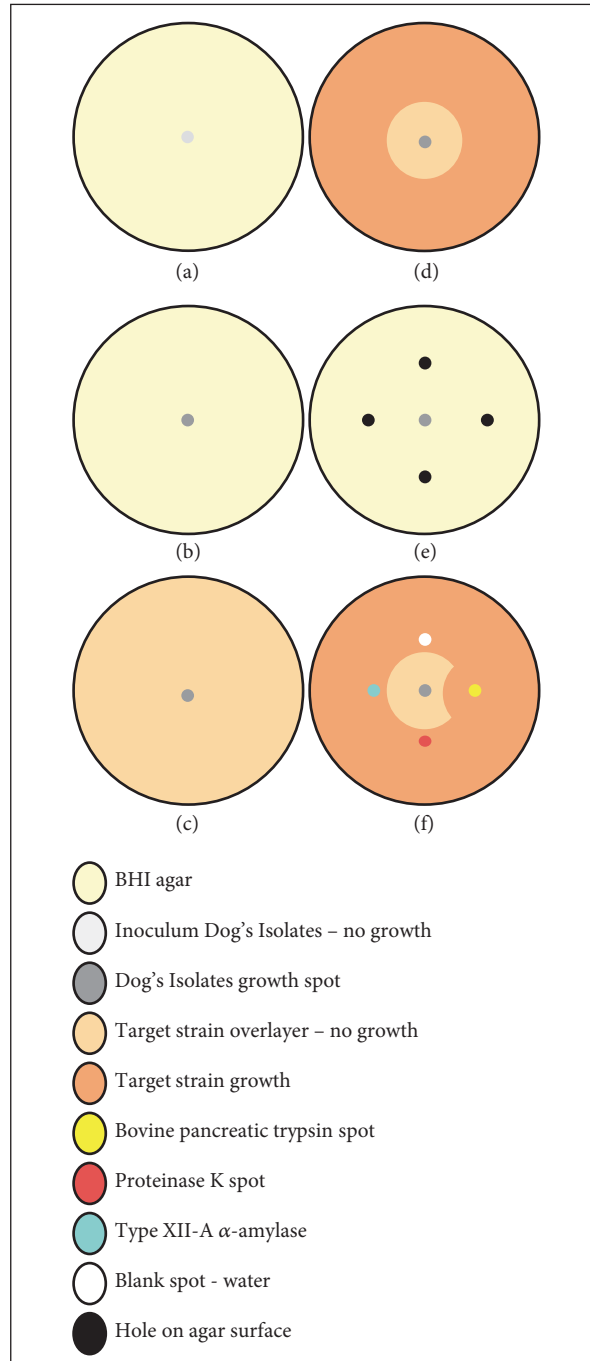 (a)
(d)
(b)
(e)
(c)
(f)
BHI agar
Inoculum Dog's Isolates – no growth
Dog's Isolates growth spot
Target strain overlayer – no growth
Target strain growth
Bovine pancreatic trypsin spot
Proteinase K spot
Type XII-A α-amylase
Blank spot - water
Hole on agar surface